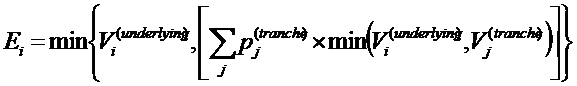 E_i = min{V_i^(underlying), [∑_j p_j^(tranche) × min(V_i^(underlying), V_j^(tranche))]}